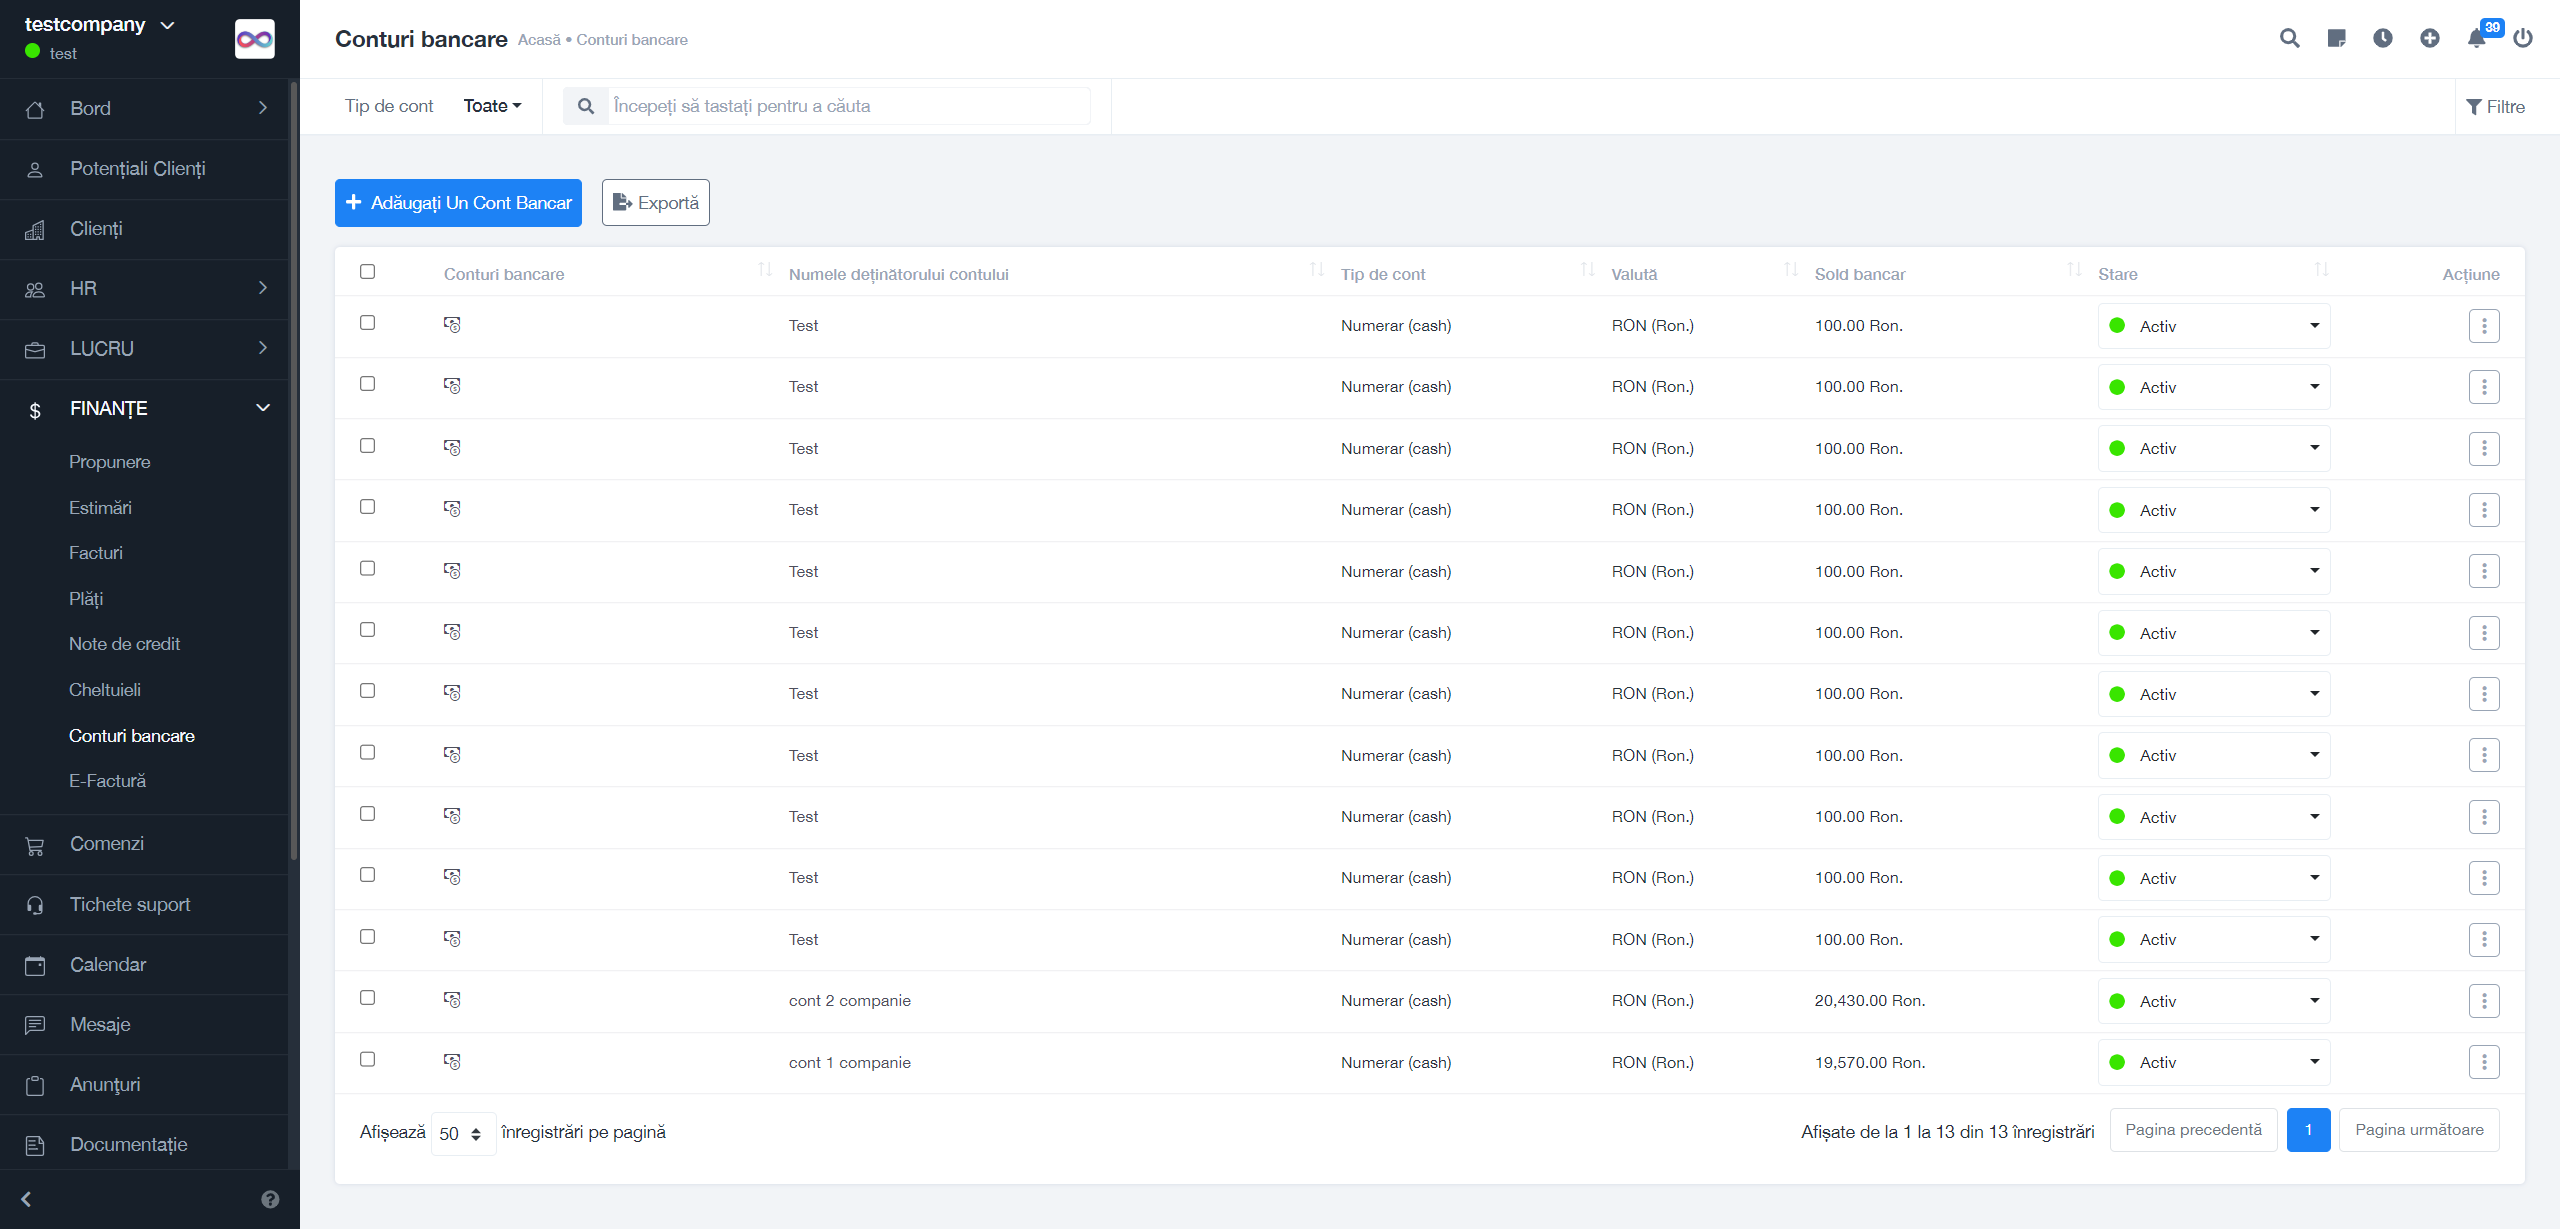 testcompany
test
Bord
Potențiali Clienți
Clienți
HR
LUCRU
FINANȚE
Propunere
Estimări
Facturi
Plăți
Note de credit
Cheltuieli
Conturi bancare
E-Factură
Comenzi
Tichete suport
Calendar
Mesaje
Anunțuri
Documentație
Conturi bancare Acasă • Conturi bancare
39
Tip de cont Toate Începeți să tastați pentru a căuta Filtre
Adăugați Un Cont Bancar Exportă
Conturi bancare Numele deținătorului contului Tip de cont Valută Sold bancar Stare Acțiune
Test Numerar (cash) RON (Ron.) 100.00 Ron. Activ
Test Numerar (cash) RON (Ron.) 100.00 Ron. Activ
Test Numerar (cash) RON (Ron.) 100.00 Ron. Activ
Test Numerar (cash) RON (Ron.) 100.00 Ron. Activ
Test Numerar (cash) RON (Ron.) 100.00 Ron. Activ
Test Numerar (cash) RON (Ron.) 100.00 Ron. Activ
Test Numerar (cash) RON (Ron.) 100.00 Ron. Activ
Test Numerar (cash) RON (Ron.) 100.00 Ron. Activ
Test Numerar (cash) RON (Ron.) 100.00 Ron. Activ
Test Numerar (cash) RON (Ron.) 100.00 Ron. Activ
Test Numerar (cash) RON (Ron.) 100.00 Ron. Activ
cont 2 companie Numerar (cash) RON (Ron.) 20,430.00 Ron. Activ
cont 1 companie Numerar (cash) RON (Ron.) 19,570.00 Ron. Activ
Afișează 50 înregistrări pe pagină Afișate de la 1 la 13 din 13 înregistrări Pagina precedentă 1 Pagina următoare